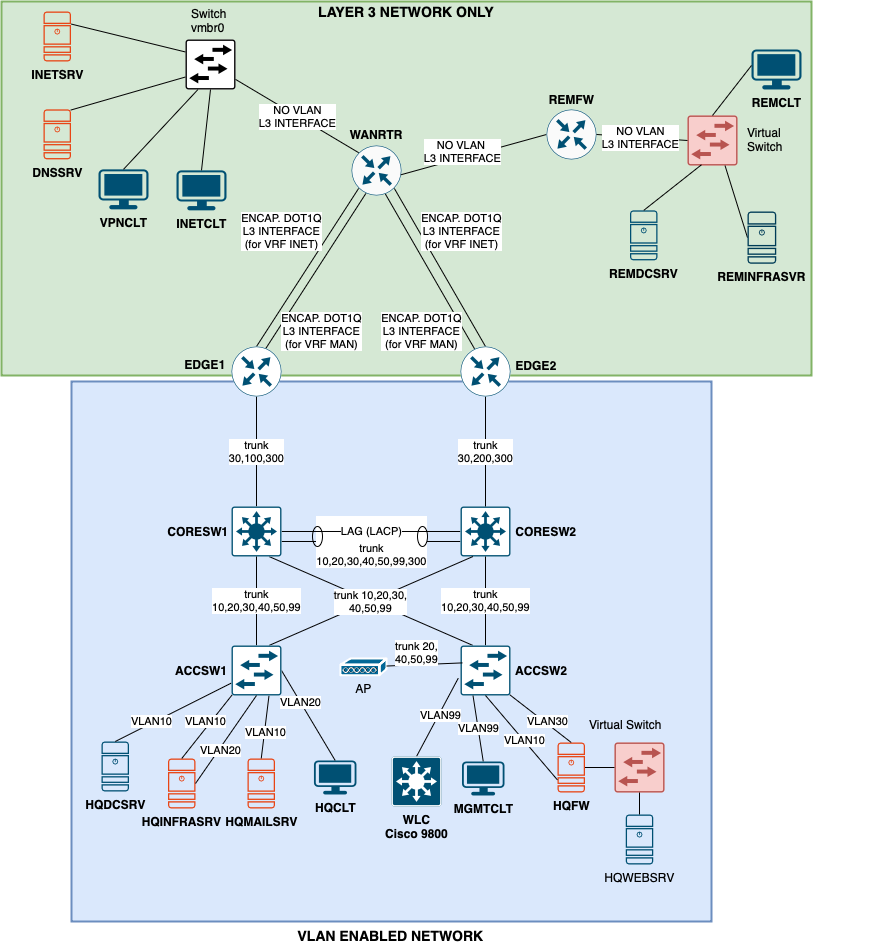 LAYER 3 NETWORK ONLY
Switch
vmbr0
INETSRV
DNSSRV
VPNCLT
INETCLT
NO VLAN
L3 INTERFACE
WANRTR
NO VLAN
L3 INTERFACE
REMFW
NO VLAN
L3 INTERFACE
REMCLT
Virtual
Switch
REMDCSRV
REMINFRASVR
ENCAP. DOT1Q
L3 INTERFACE
(for VRF INET)
ENCAP. DOT1Q
L3 INTERFACE
(for VRF INET)
ENCAP. DOT1Q
L3 INTERFACE
(for VRF MAN)
ENCAP. DOT1Q
L3 INTERFACE
(for VRF MAN)
EDGE1
EDGE2
trunk
30,100,300
trunk
30,200,300
CORESW1
LAG (LACP)
trunk
10,20,30,40,50,99,300
CORESW2
trunk
10,20,30,40,50,99
trunk 10,20,30,
40,50,99
trunk
10,20,30,40,50,99
ACCSW1
trunk 20,
40,50,99
AP
ACCSW2
VLAN10
VLAN10
VLAN20
VLAN10
VLAN20
VLAN99
VLAN99
VLAN10
VLAN30
Virtual Switch
HQDCSRV
HQINFRASRV
HQMAILSRV
HQCLT
WLC
Cisco 9800
MGMTCLT
HQFW
HQWEBSRV
VLAN ENABLED NETWORK